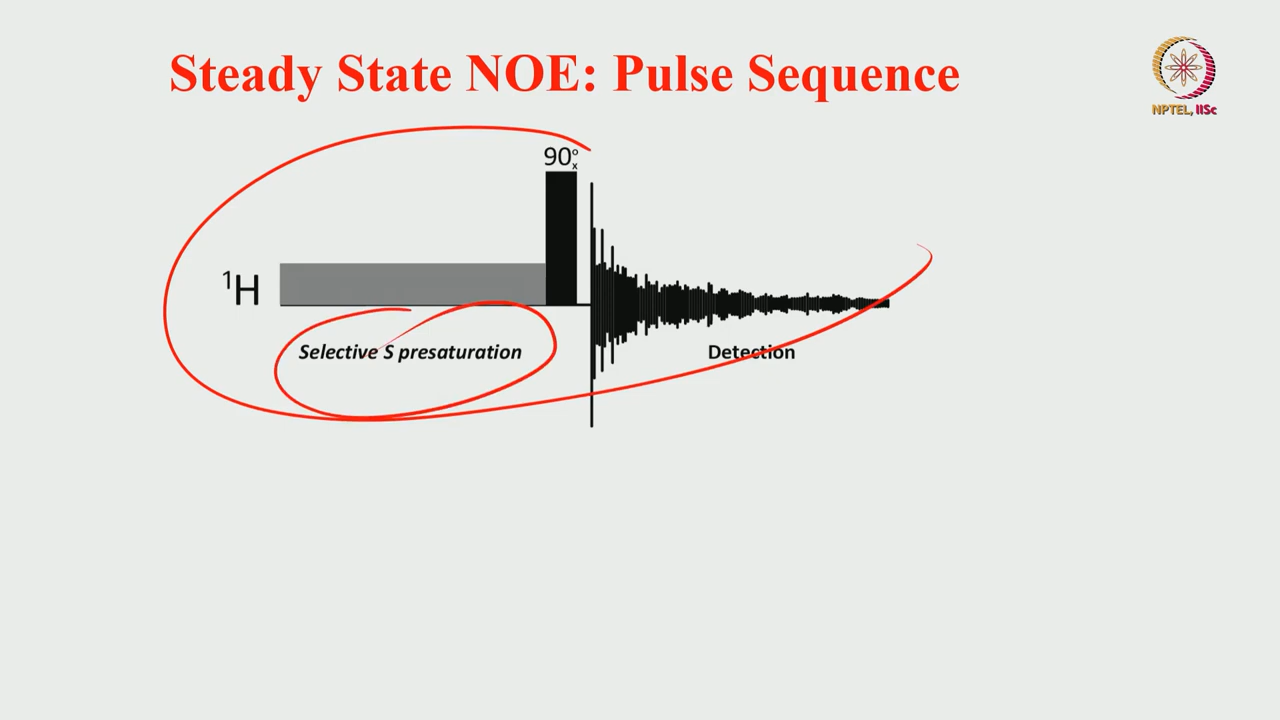 Steady State NOE: Pulse Sequence
NPTEL, IISc
90°x
¹H
Selective S presaturation
Detection